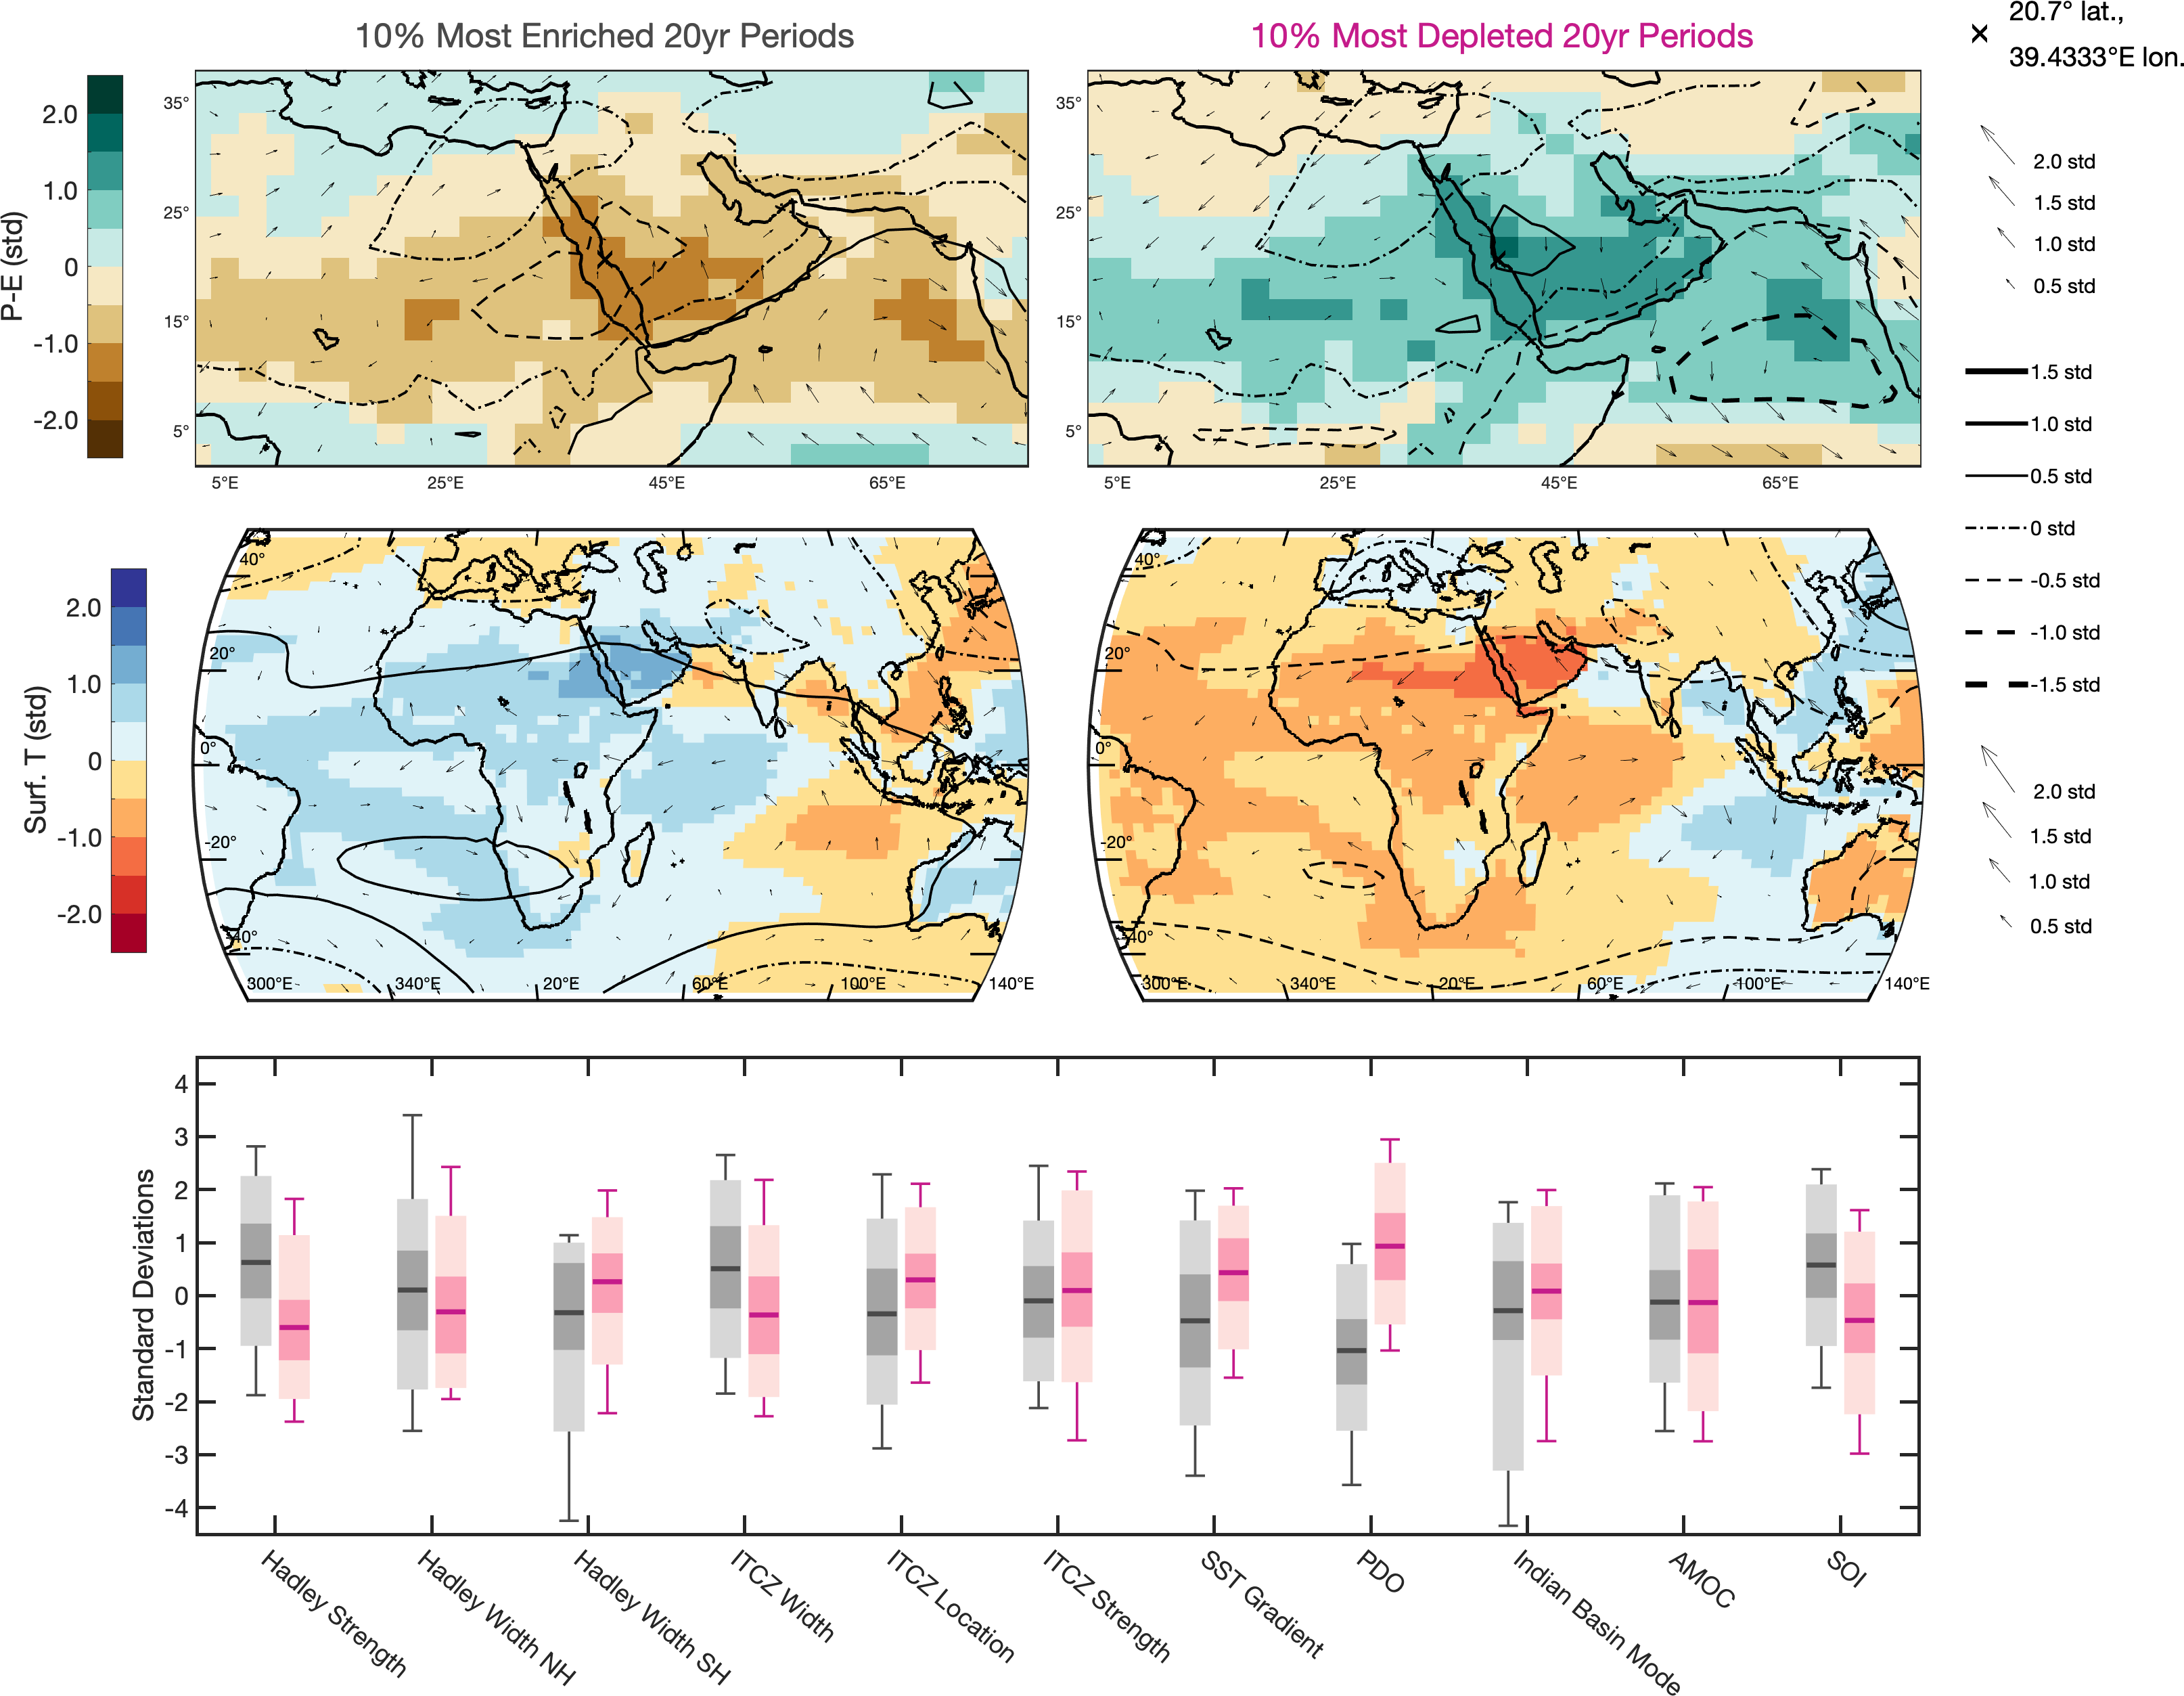 10% Most Enriched 20yr Periods
10% Most Depleted 20yr Periods
20.7° lat.,
39.4333°E lon.
P-E (std)
2.0
1.0
0
-1.0
-2.0
35°
25°
15°
5°
5°E
25°E
45°E
65°E
35°
25°
15°
5°
5°E
25°E
45°E
65°E
2.0 std
1.5 std
1.0 std
0.5 std
1.5 std
1.0 std
0.5 std
0 std
-0.5 std
-1.0 std
-1.5 std
Surf. T (std)
2.0
1.0
0
-1.0
-2.0
40°
20°
0°
-20°
-40°
300°E
340°E
20°E
60°E
100°E
140°E
40°
20°
0°
-20°
-40°
300°E
340°E
20°E
60°E
100°E
140°E
2.0 std
1.5 std
1.0 std
0.5 std
Standard Deviations
4
3
2
1
0
-1
-2
-3
-4
Hadley Strength
Hadley Width NH
Hadley Width SH
ITCZ Width
ITCZ Location
ITCZ Strength
SST Gradient
PDO
Indian Basin Mode
AMOC
SOI